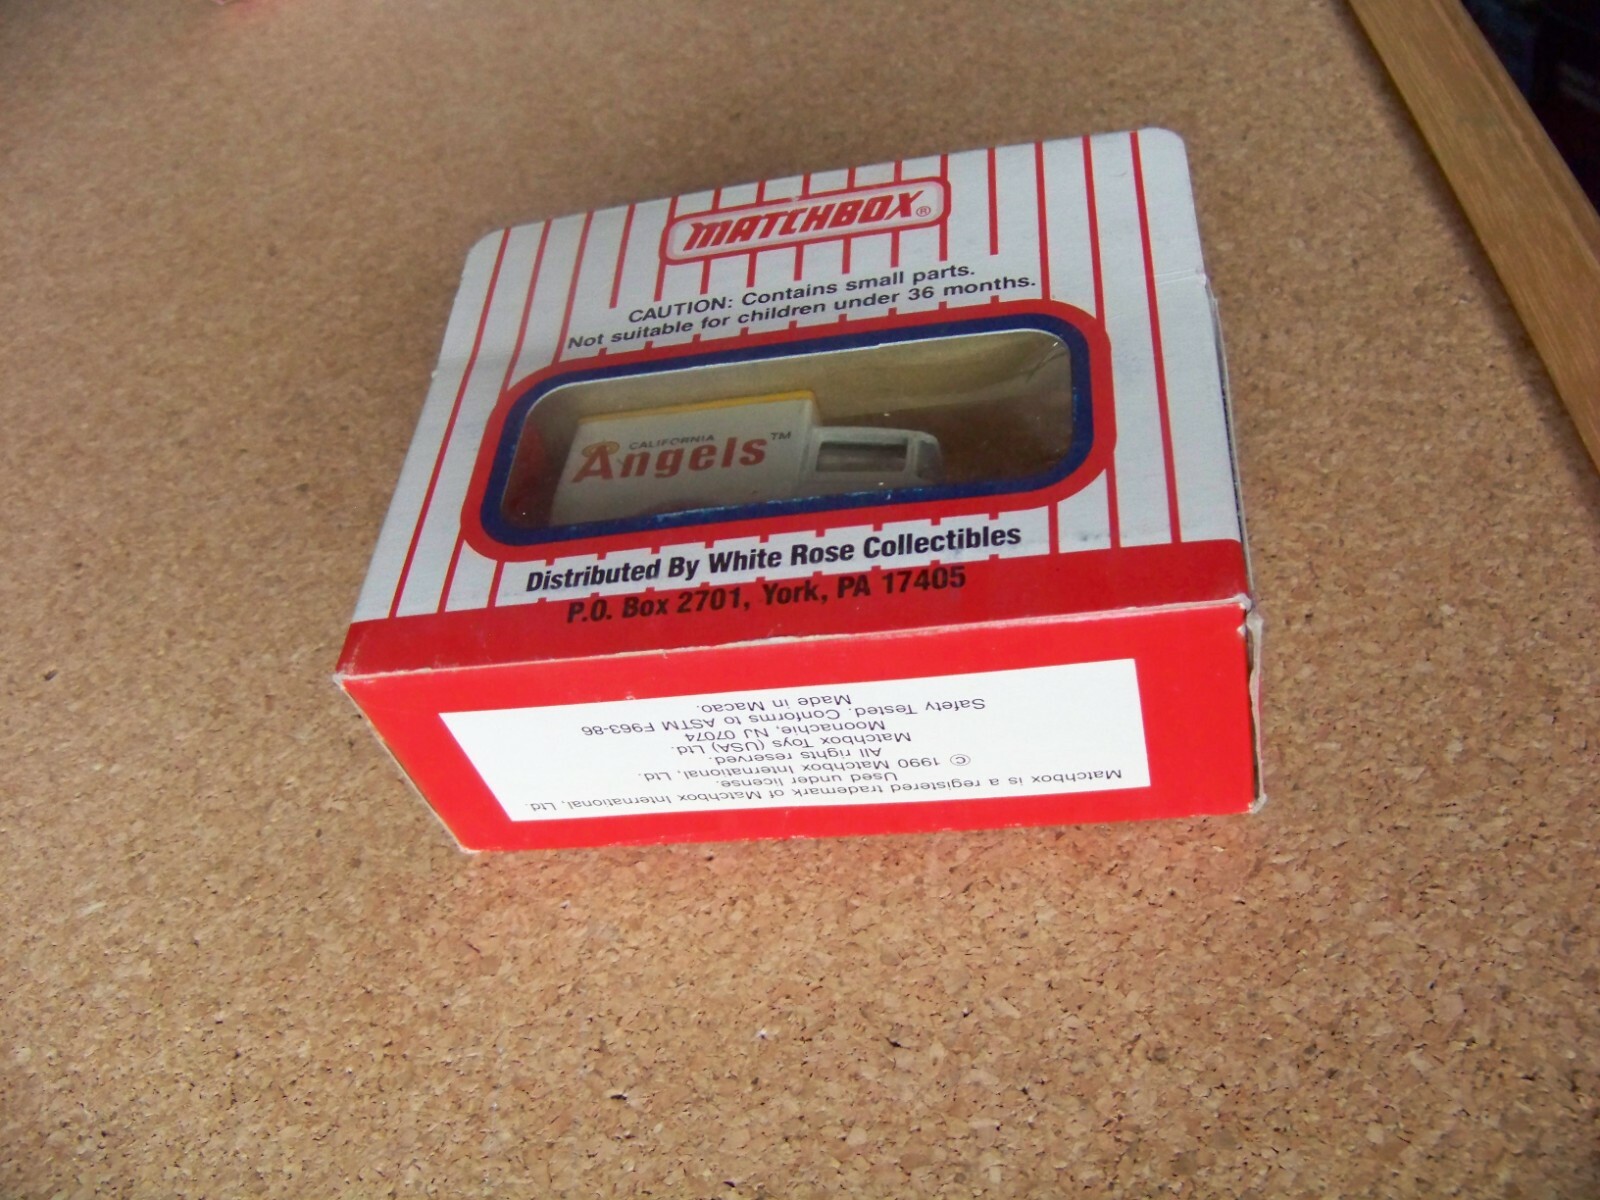 MATCHBOX®
CAUTION: Contains small parts.
Not suitable for children under 36 months.
CALIFORNIA
Angels™
Distributed By White Rose Collectibles
P.O. Box 2701, York, PA 17405
Matchbox is a registered trademark of Matchbox International, Ltd.
Used under license.
© 1990 Matchbox International, Ltd.
All rights reserved.
Matchbox Toys (USA) Ltd.
Moonachie, NJ 07074
Safety Tested. Conforms to ASTM F963-86
Made in Macao.